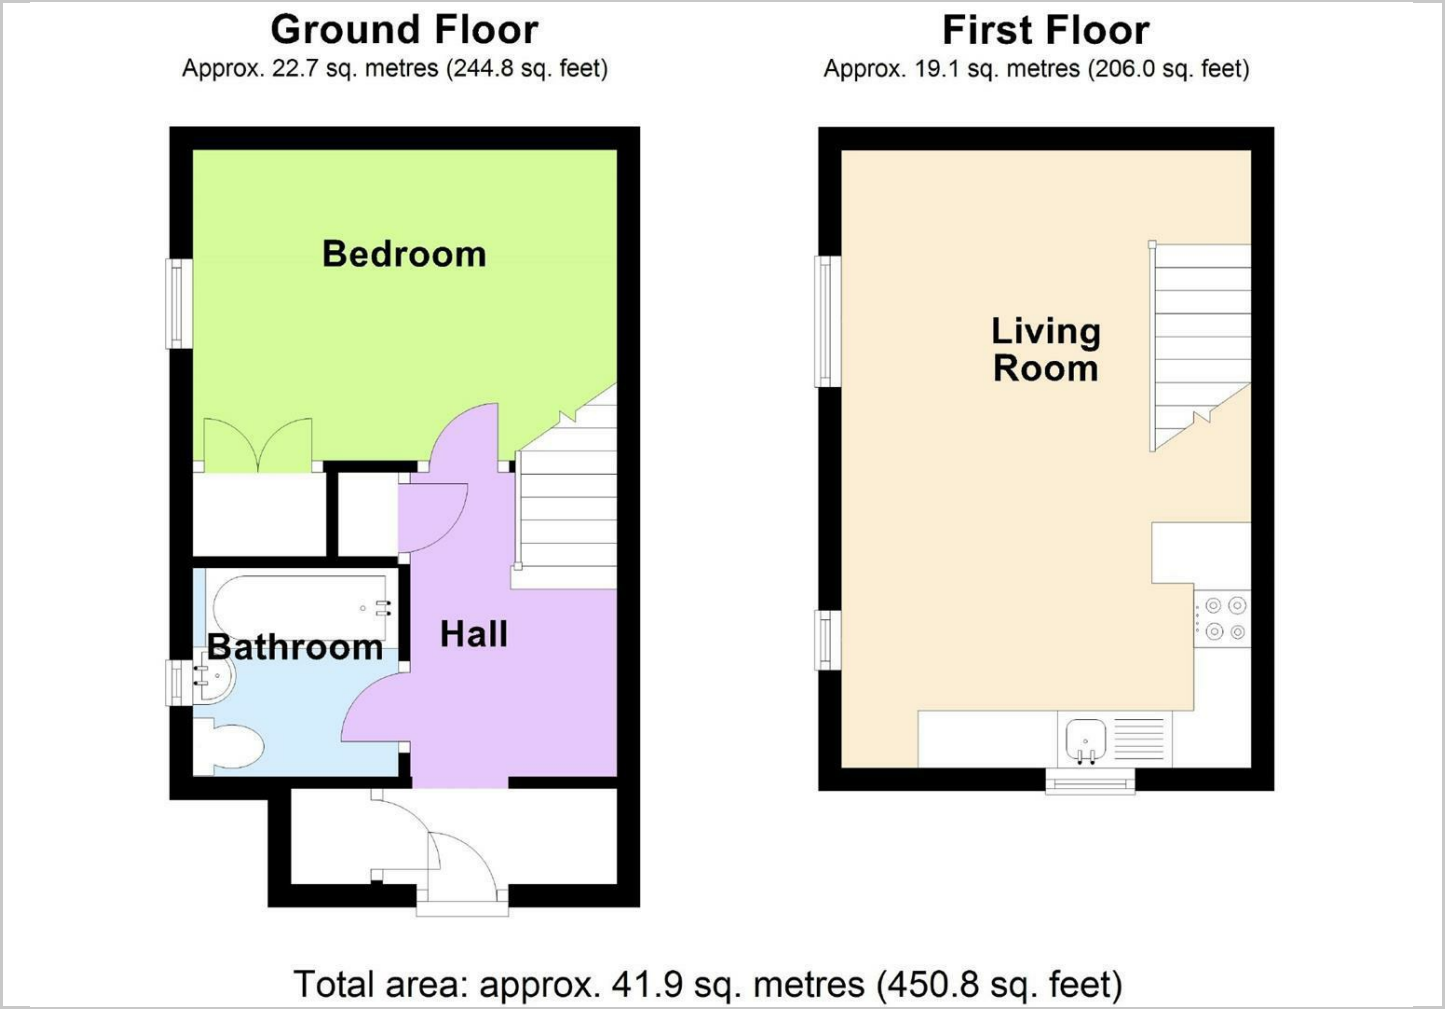 Ground Floor
Approx. 22.7 sq. metres (244.8 sq. feet)
Bedroom
Bathroom
Hall
First Floor
Approx. 19.1 sq. metres (206.0 sq. feet)
Living
Room
Total area: approx. 41.9 sq. metres (450.8 sq. feet)